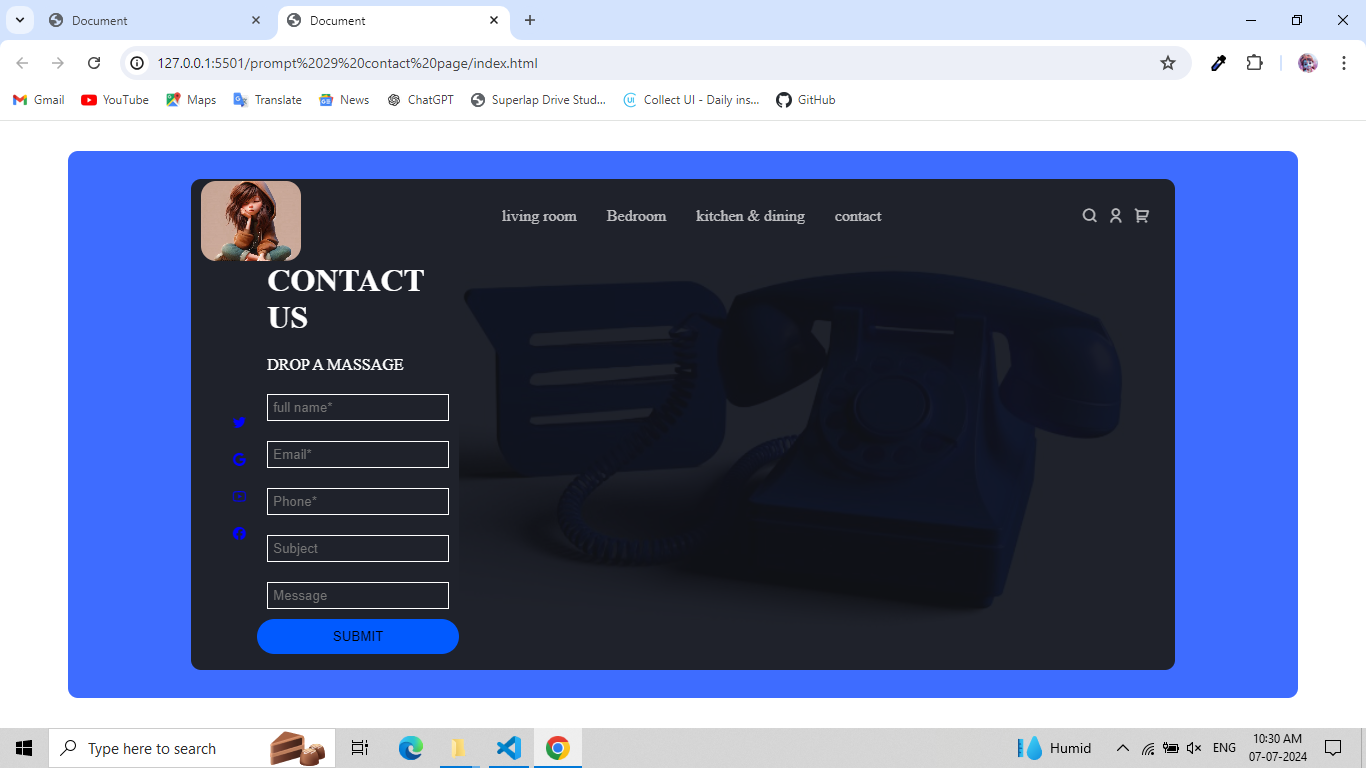 Document
Document
127.0.0.1:5501/prompt%2029%20contact%20page/index.html
Gmail
YouTube
Maps
Translate
News
ChatGPT
Superlap Drive Stud...
Collect UI - Daily ins...
GitHub
living room
Bedroom
kitchen & dining
contact
CONTACT
US
DROP A MASSAGE
full name*
Email*
Phone*
Subject
Message
SUBMIT
Type here to search
Humid
ENG
10:30 AM
07-07-2024